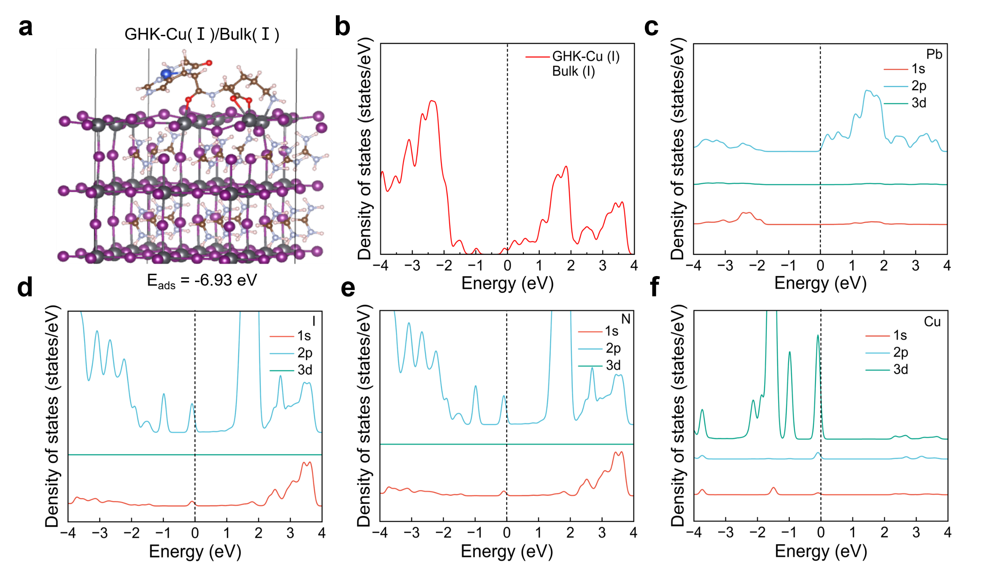 a
GHK-Cu( I )/Bulk( I )
E_ads = -6.93 eV
b
Density of states (states/eV)
GHK-Cu (I)
Bulk (I)
−4 −3 −2 −1 0 1 2 3 4
Energy (eV)
c
Density of states (states/eV)
Pb
1s
2p
3d
−4 −3 −2 −1 0 1 2 3 4
Energy (eV)
d
Density of states (states/eV)
I
1s
2p
3d
−4 −3 −2 −1 0 1 2 3 4
Energy (eV)
e
Density of states (states/eV)
N
1s
2p
3d
−4 −3 −2 −1 0 1 2 3 4
Energy (eV)
f
Density of states (states/eV)
Cu
1s
2p
3d
−4 −3 −2 −1 0 1 2 3 4
Energy (eV)